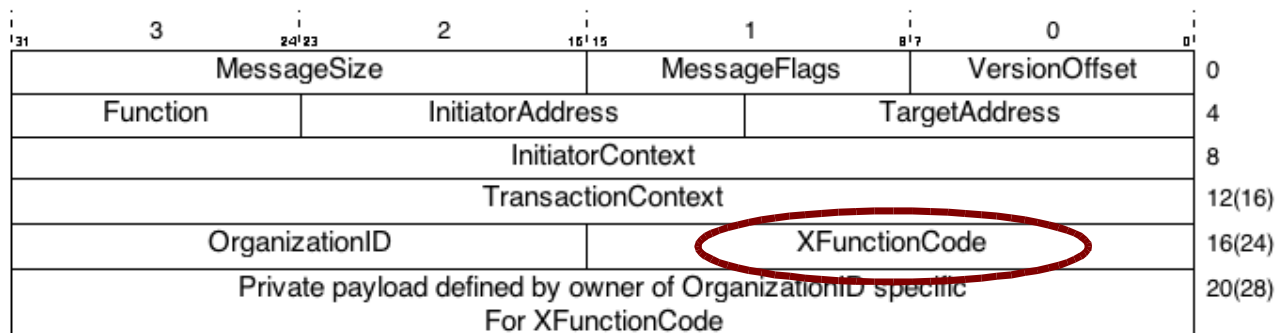 3 2 1 0
31 24 23 16 15 8 7 0
MessageSize MessageFlags VersionOffset 0
Function InitiatorAddress TargetAddress 4
InitiatorContext 8
TransactionContext 12(16)
OrganizationID XFunctionCode 16(24)
Private payload defined by owner of OrganizationID specific 20(28)
For XFunctionCode